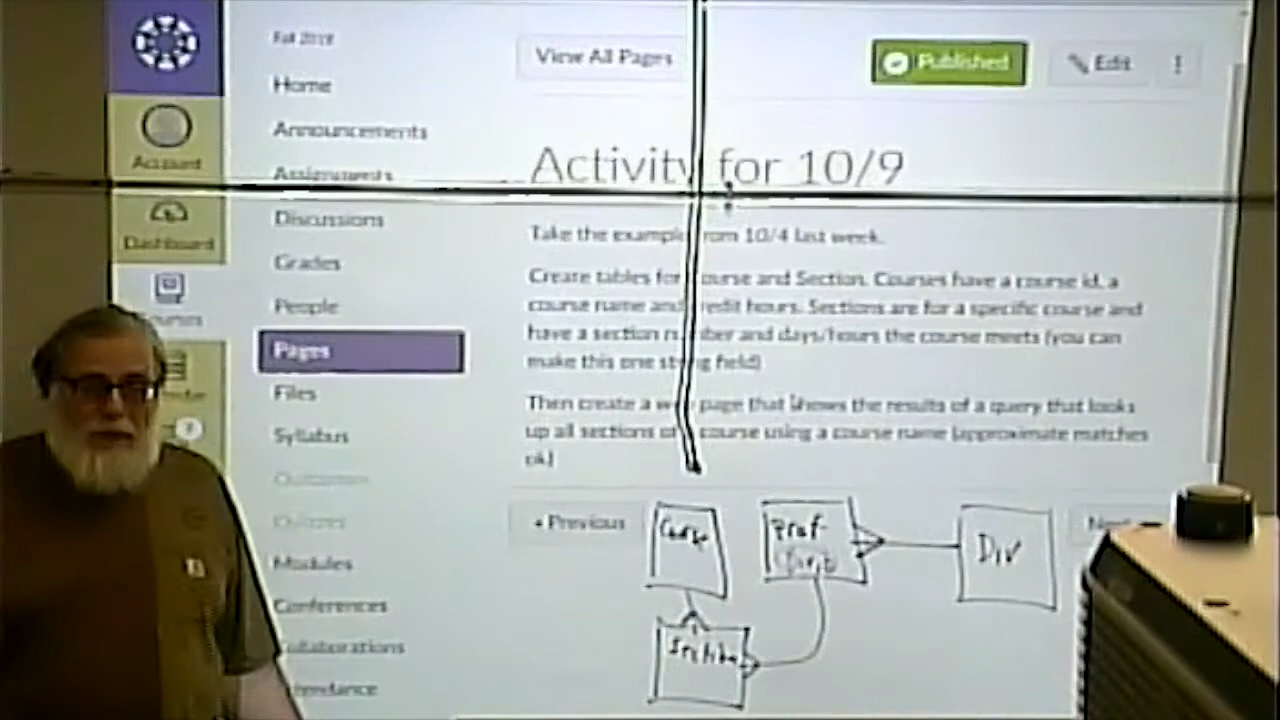 Fall 2019
Home
Announcements
Assignments
Discussions
Grades
People
Pages
Files
Syllabus
Quizzes
Modules
Conferences
Collaborations
Attendance
Account
Dashboard
View All Pages
Published
Edit
Activity for 10/9
Take the example from 10/4 last week.
Create tables for Course and Section. Courses have a course id, a
course name and credit hours. Sections are for a specific course and
have a section number and days/hours the course meets (you can
make this one string field)
Then create a web page that shows the results of a query that looks
up all sections of a course using a course name (approximate matches
ok)
Previous
Course
Prof
Div
Section